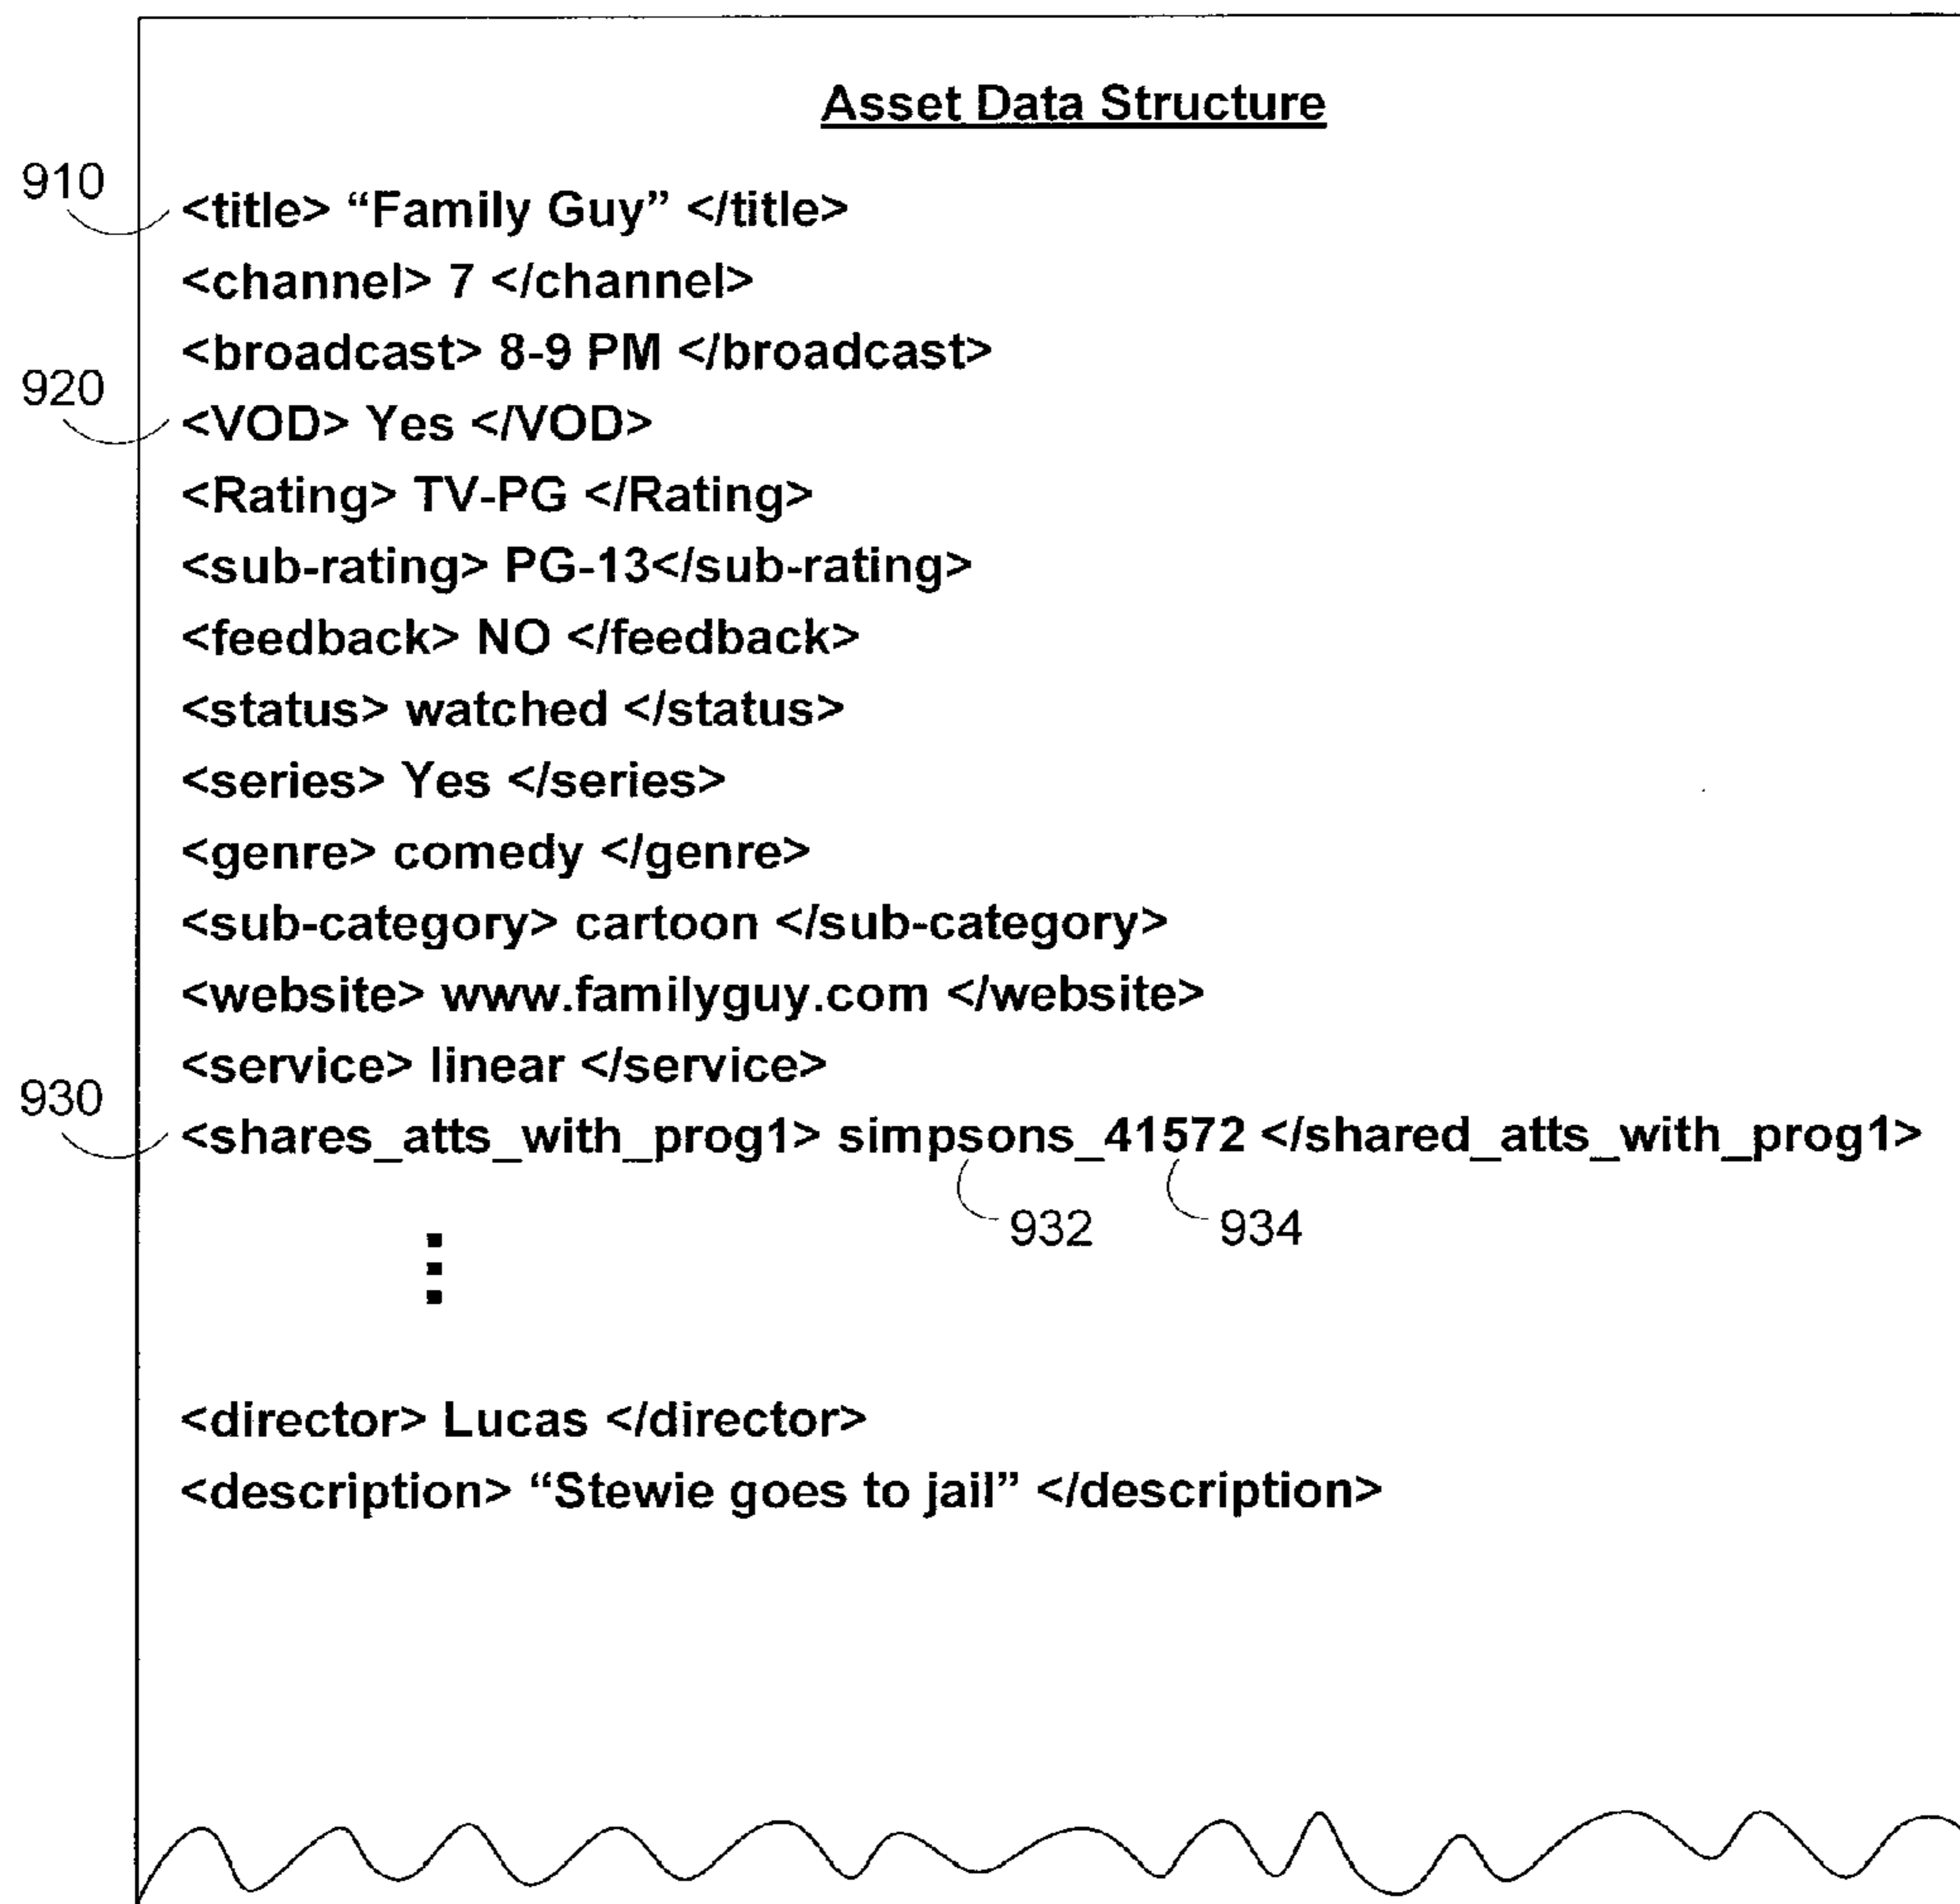 Asset Data Structure
910
<title> “Family Guy” </title>
<channel> 7 </channel>
<broadcast> 8-9 PM </broadcast>
920
<VOD> Yes </VOD>
<Rating> TV-PG </Rating>
<sub-rating> PG-13</sub-rating>
<feedback> NO </feedback>
<status> watched </status>
<series> Yes </series>
<genre> comedy </genre>
<sub-category> cartoon </sub-category>
<website> www.familyguy.com </website>
<service> linear </service>
930
<shares_atts_with_prog1> simpsons_41572 </shared_atts_with_prog1>
932 934
<director> Lucas </director>
<description> “Stewie goes to jail” </description>